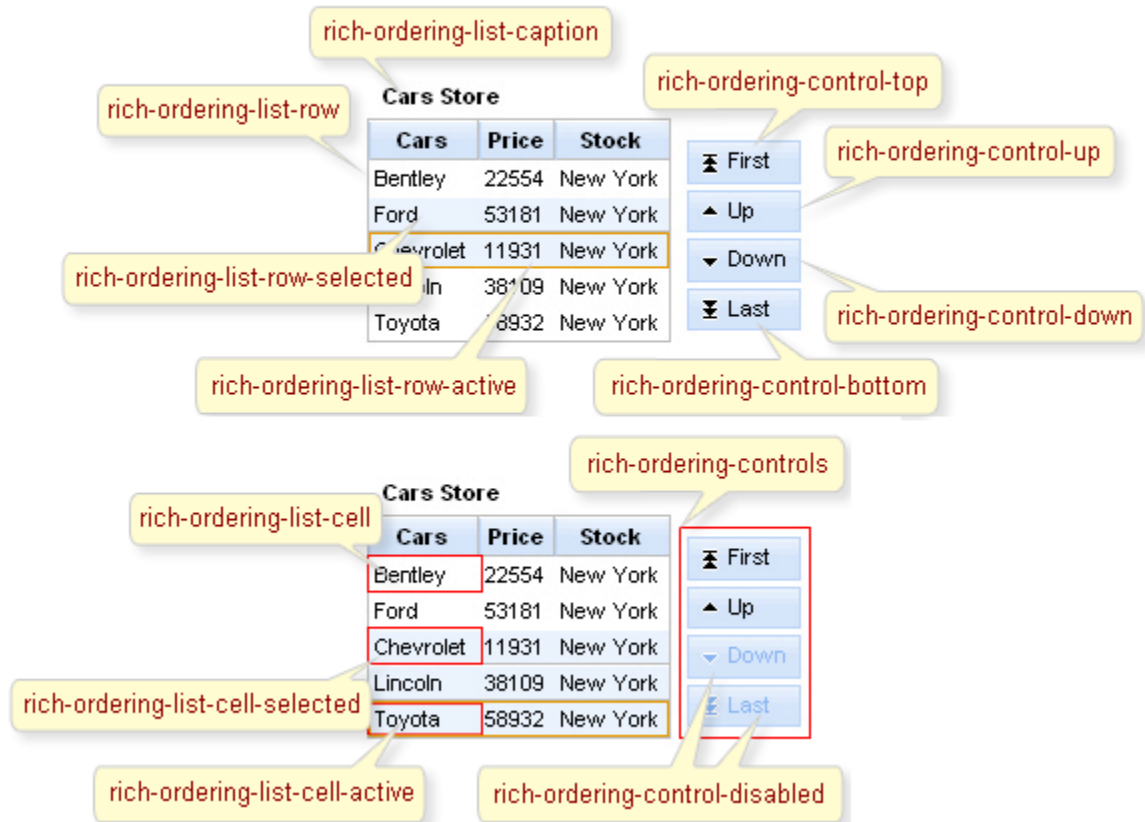 rich-ordering-list-caption
rich-ordering-control-top
rich-ordering-list-row
Cars Store
rich-ordering-control-up
Cars Price Stock
First
Bentley 22554 New York
Up
Ford 53181 New York
Chevrolet 11931 New York
Down
rich-ordering-list-row-selected
38109 New York
Last
rich-ordering-control-down
Toyota 8932 New York
rich-ordering-list-row-active
rich-ordering-control-bottom
rich-ordering-controls
Cars Store
rich-ordering-list-cell
Cars Price Stock
First
Bentley 22554 New York
Up
Ford 53181 New York
Chevrolet 11931 New York
Down
Lincoln 38109 New York
rich-ordering-list-cell-selected
Last
Toyota 58932 New York
rich-ordering-list-cell-active
rich-ordering-control-disabled